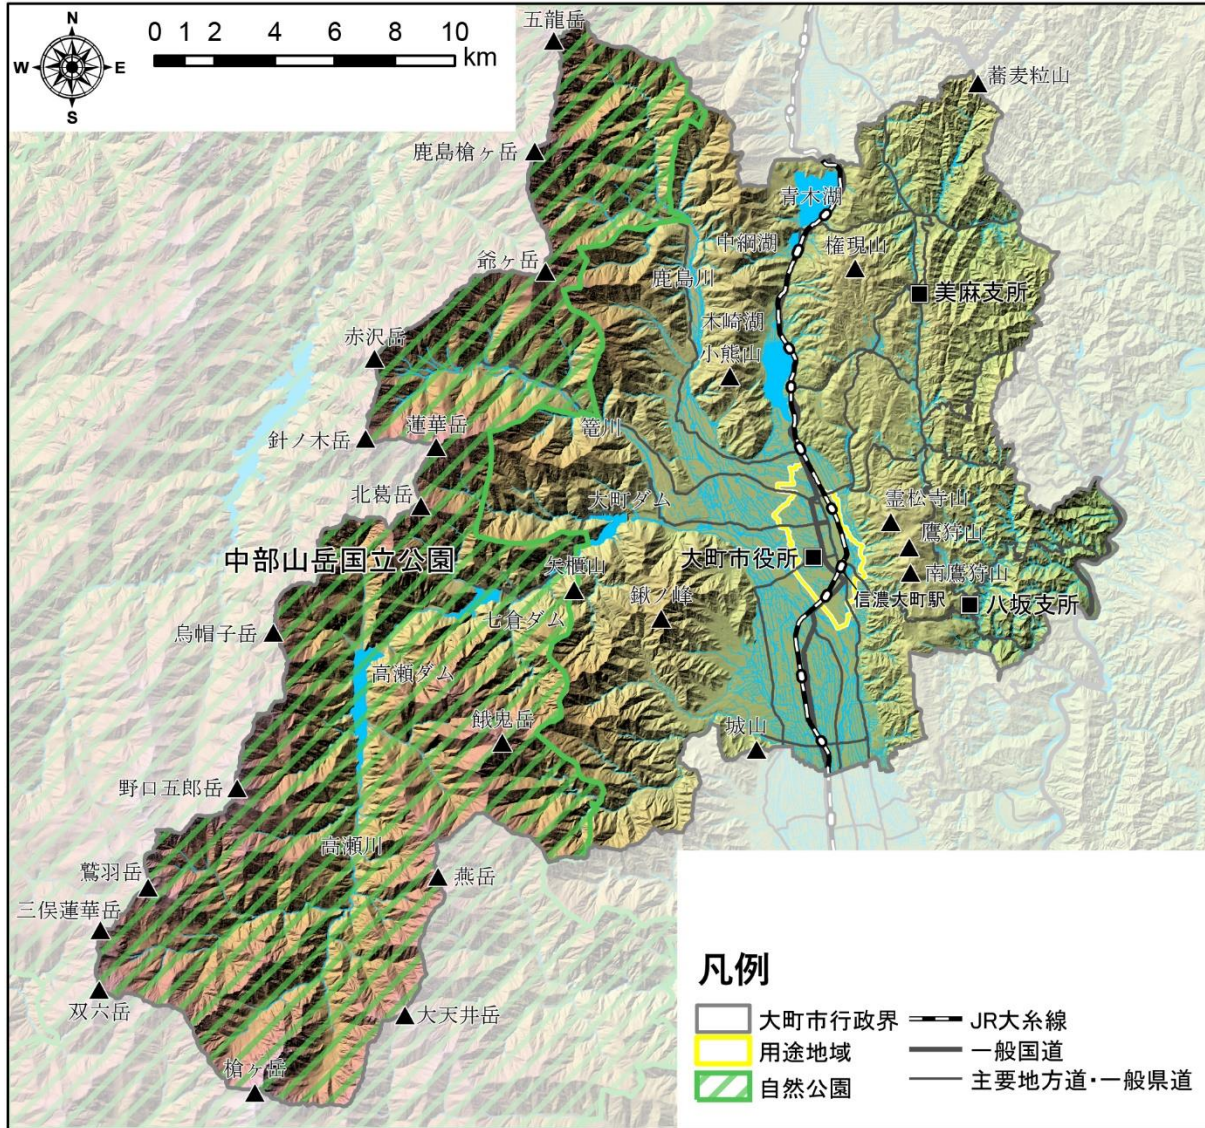 N
W
E
S
0 1 2 4 6 8 10
km
五龍岳
蕎麦粒山
鹿島槍ヶ岳
青木湖
中綱湖
権現山
爺ヶ岳
鹿島川
美麻支所
木崎湖
赤沢岳
小熊山
蓮華岳
籠川
針ノ木岳
北葛岳
大町ダム
霊松寺山
鷹狩山
中部山岳国立公園
大町市役所
矢櫃山
南鷹狩山
鍬ノ峰
信濃大町駅
八坂支所
七倉ダム
烏帽子岳
高瀬ダム
餓鬼岳
城山
野口五郎岳
高瀬川
鷲羽岳
燕岳
三俣蓮華岳
双六岳
大天井岳
槍ヶ岳
凡例
大町市行政界
JR大糸線
用途地域
一般国道
自然公園
主要地方道・一般県道